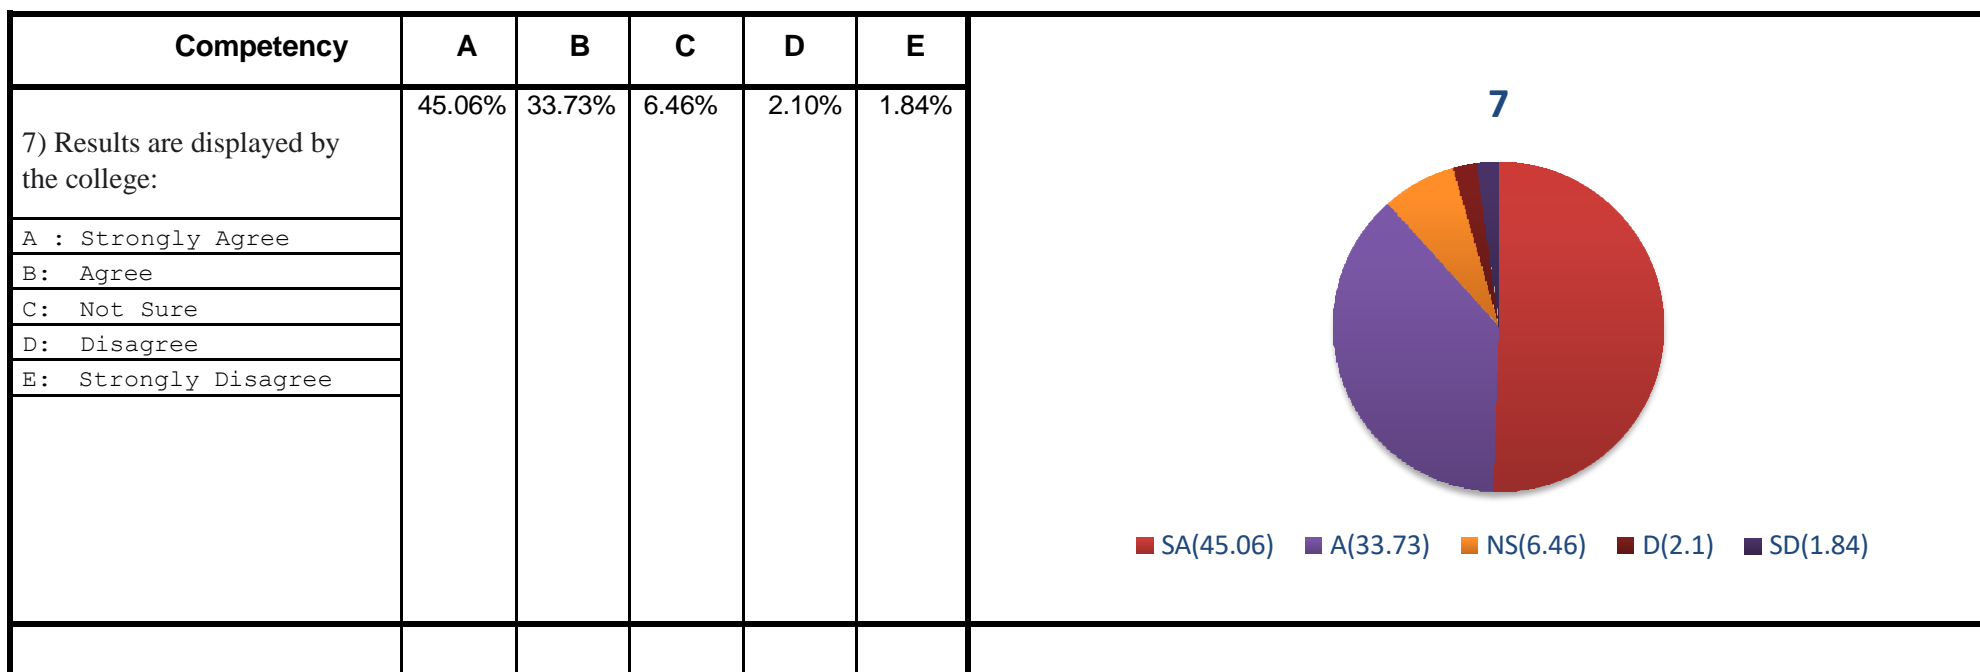 Competency A B C D E
45.06% 33.73% 6.46% 2.10% 1.84%
7) Results are displayed by
the college:
A : Strongly Agree
B: Agree
C: Not Sure
D: Disagree
E: Strongly Disagree
7
SA(45.06) A(33.73) NS(6.46) D(2.1) SD(1.84)